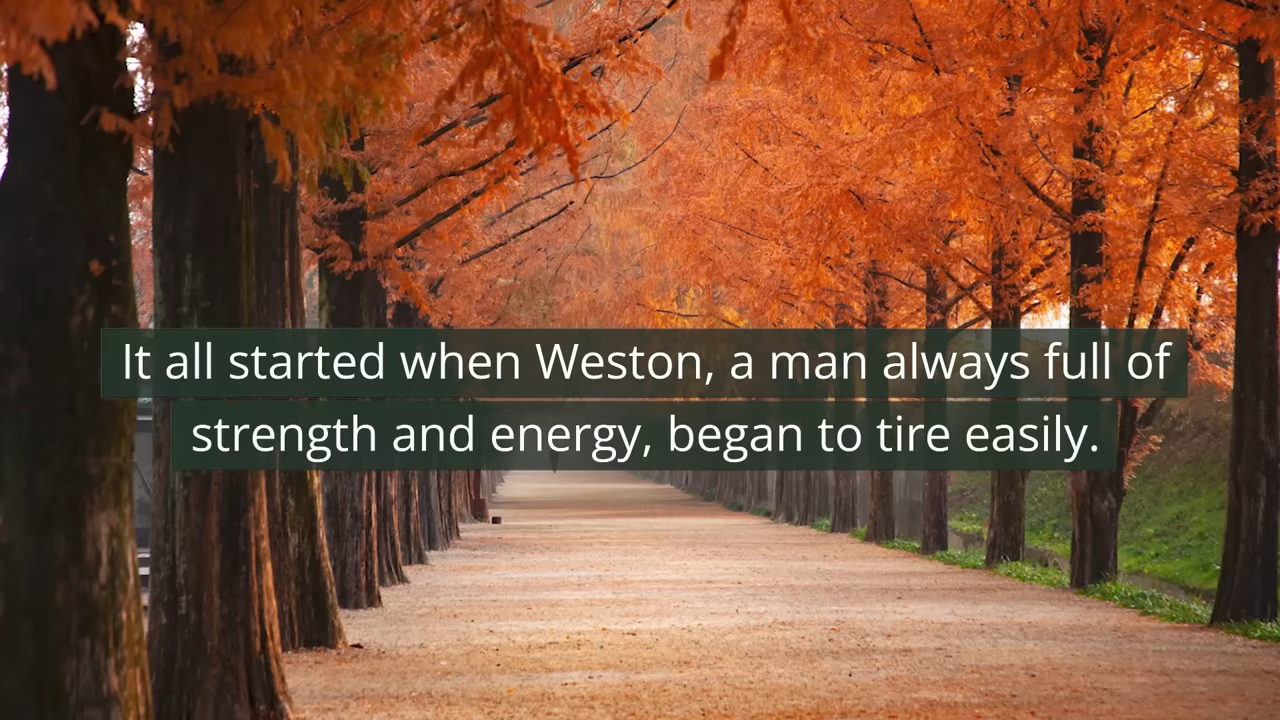 It all started when Weston, a man always full of
strength and energy, began to tire easily.